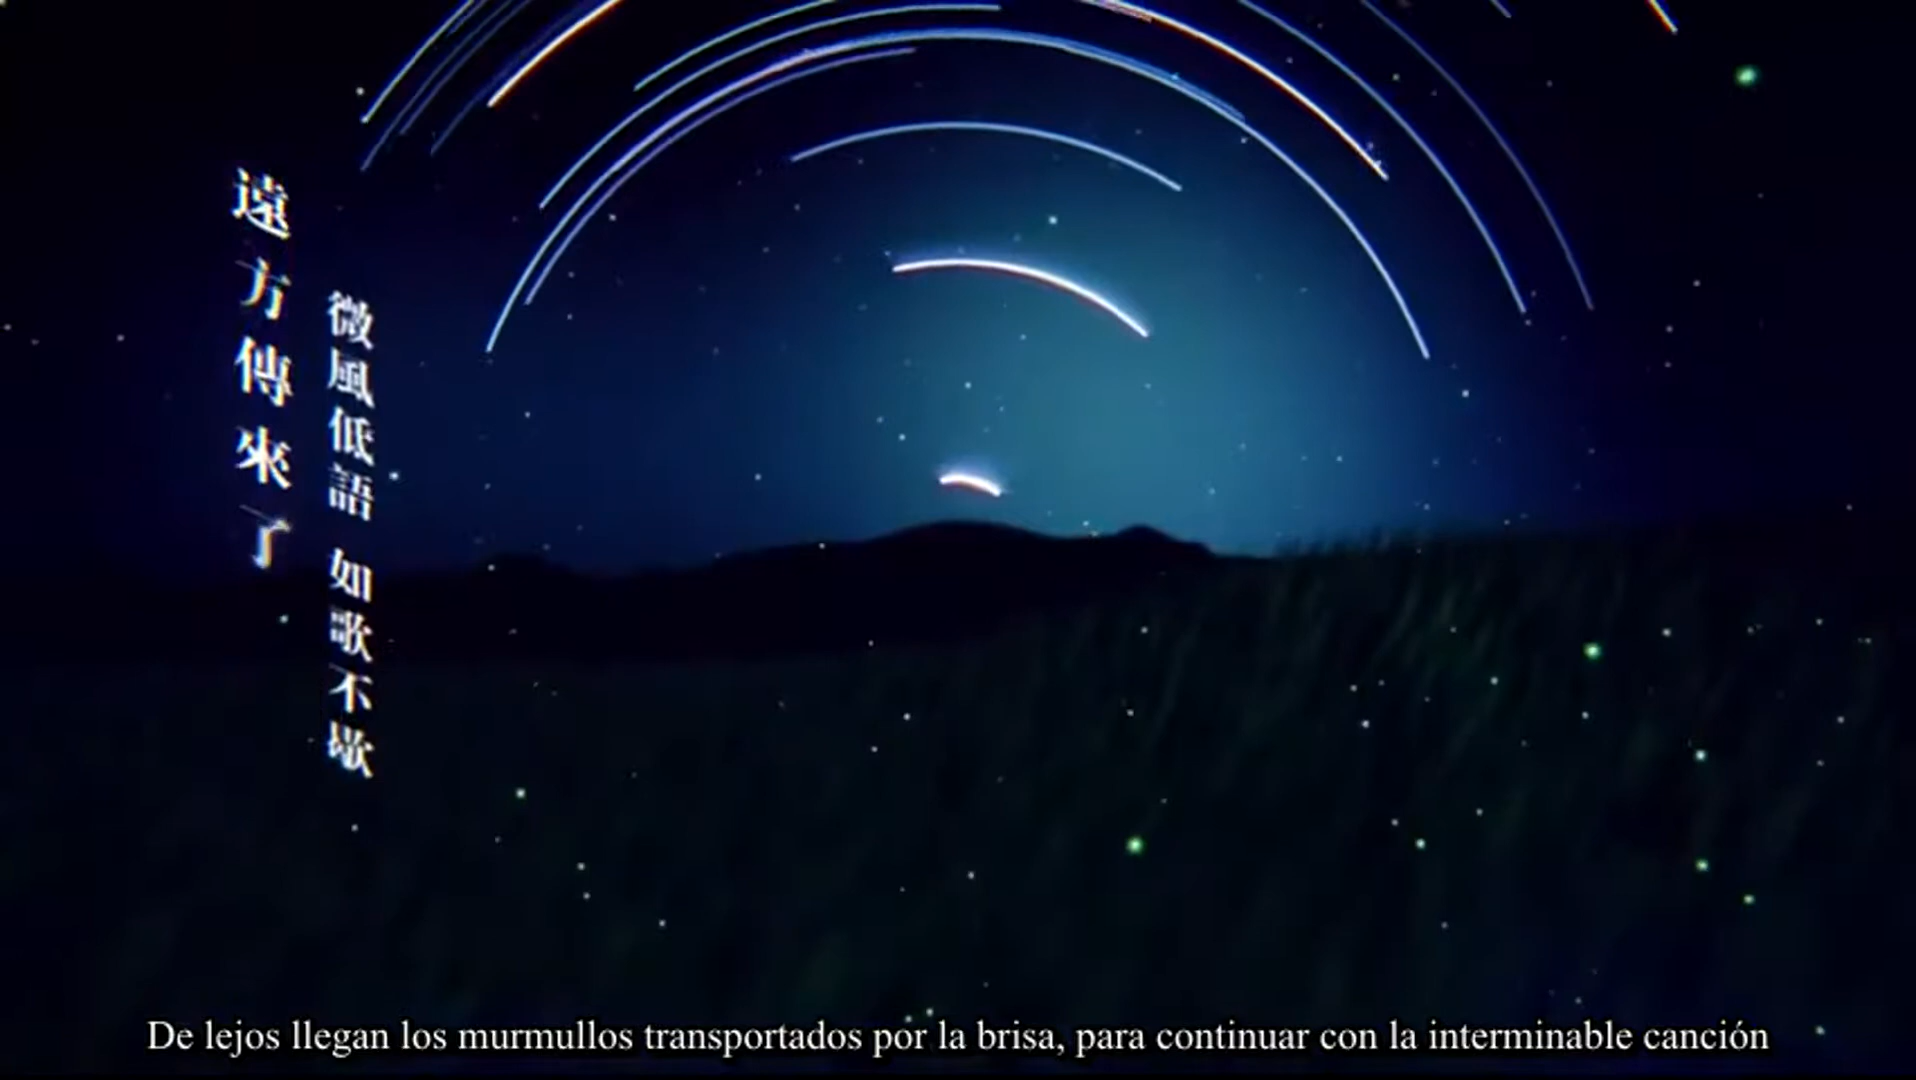 遠方傳來了
微風低語 如歌不歇
De lejos llegan los murmullos transportados por la brisa, para continuar con la interminable canción